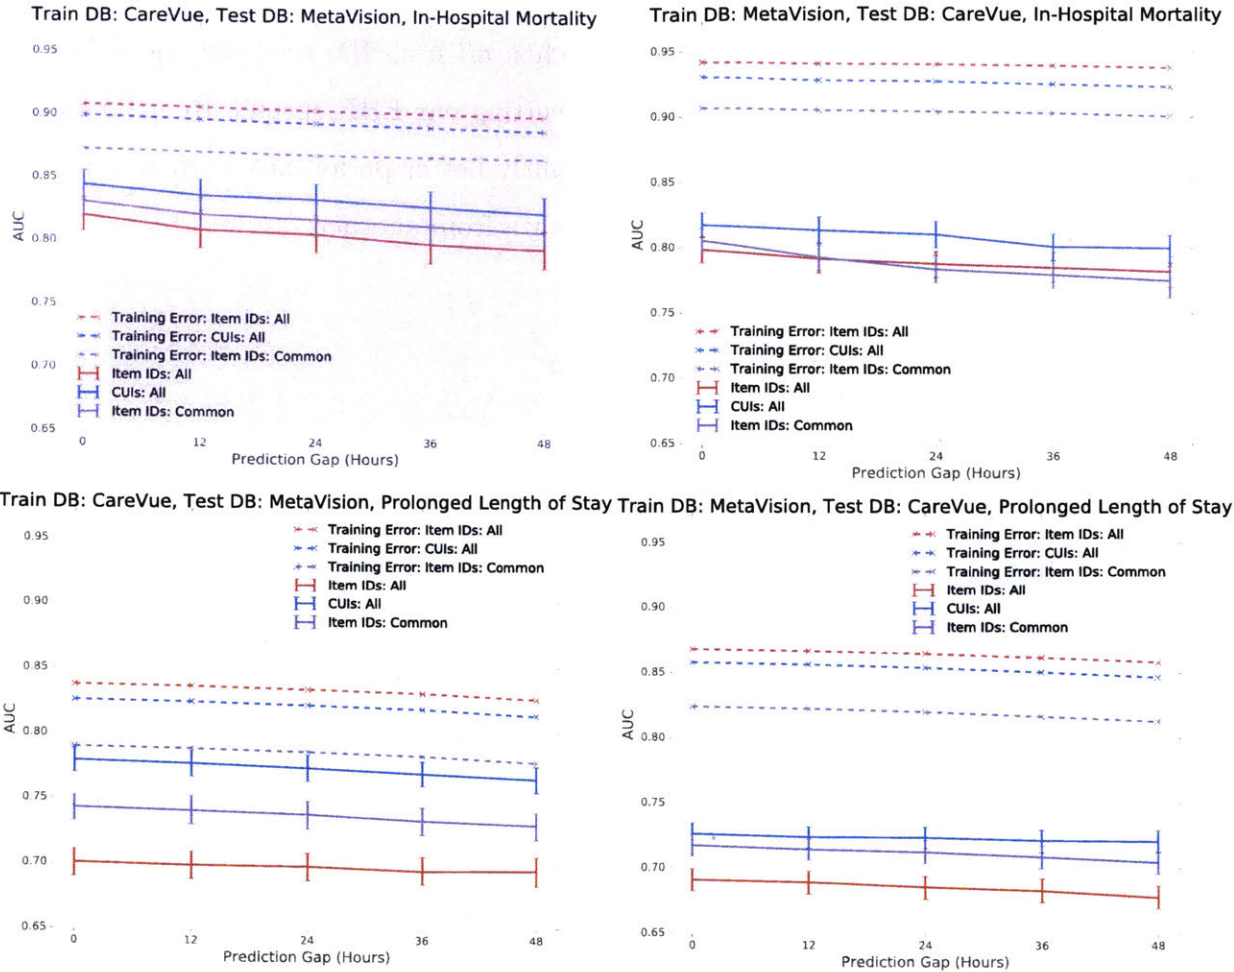 Train DB: CareVue, Test DB: MetaVision, In-Hospital Mortality
0.95
0.90
0.85
0.80
0.75
0.70
0.65
AUC
Training Error: Item IDs: All
Training Error: CUIs: All
Training Error: Item IDs: Common
Item IDs: All
CUIs: All
Item IDs: Common
0 12 24 36 48
Prediction Gap (Hours)
Train DB: MetaVision, Test DB: CareVue, In-Hospital Mortality
0.95
0.90
0.85
0.80
0.75
0.70
0.65
AUC
Training Error: Item IDs: All
Training Error: CUIs: All
Training Error: Item IDs: Common
Item IDs: All
CUIs: All
Item IDs: Common
0 12 24 36 48
Prediction Gap (Hours)
Train DB: CareVue, Test DB: MetaVision, Prolonged Length of Stay
Training Error: Item IDs: All
Training Error: CUIs: All
Training Error: Item IDs: Common
Item IDs: All
CUIs: All
Item IDs: Common
0.95
0.90
0.85
0.80
0.75
0.70
0.65
AUC
0 12 24 36 48
Prediction Gap (Hours)
Train DB: MetaVision, Test DB: CareVue, Prolonged Length of Stay
Training Error: Item IDs: All
Training Error: CUIs: All
Training Error: Item IDs: Common
Item IDs: All
CUIs: All
Item IDs: Common
0.95
0.90
0.85
0.80
0.75
0.70
0.65
AUC
0 12 24 36 48
Prediction Gap (Hours)